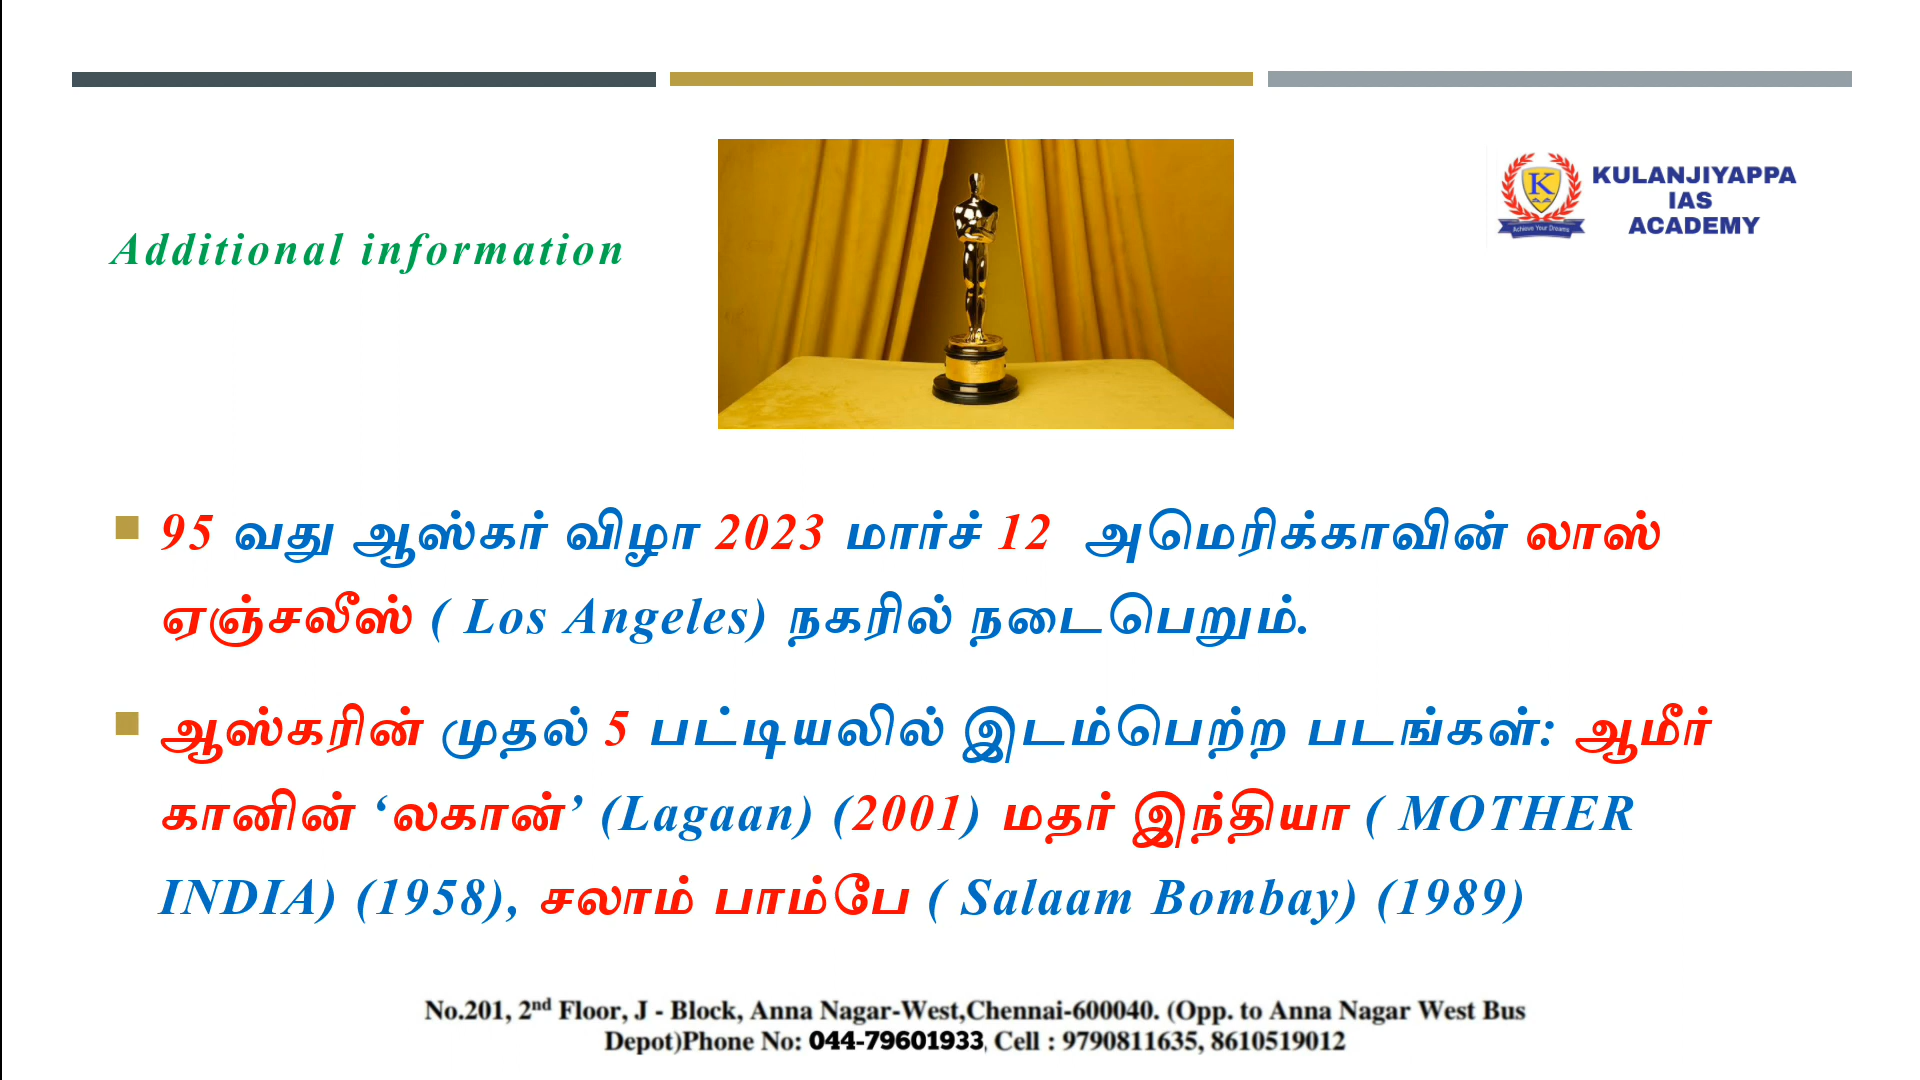 Additional information
KULANJIYAPPA
IAS
ACADEMY
K
Achieve Your Dreams
95 வது ஆஸ்கர் விழா 2023 மார்ச் 12 அமெரிக்காவின் லாஸ்
ஏஞ்சலீஸ் ( Los Angeles) நகரில் நடைபெறும்.
ஆஸ்கரின் முதல் 5 பட்டியலில் இடம்பெற்ற படங்கள்: ஆமீர்
கானின் ‘லகான்’ (Lagaan) (2001) மதர் இந்தியா ( MOTHER
INDIA) (1958), சலாம் பாம்பே ( Salaam Bombay) (1989)
No.201, 2nd Floor, J - Block, Anna Nagar-West,Chennai-600040. (Opp. to Anna Nagar West Bus
Depot)Phone No: 044-79601933, Cell : 9790811635, 8610519012